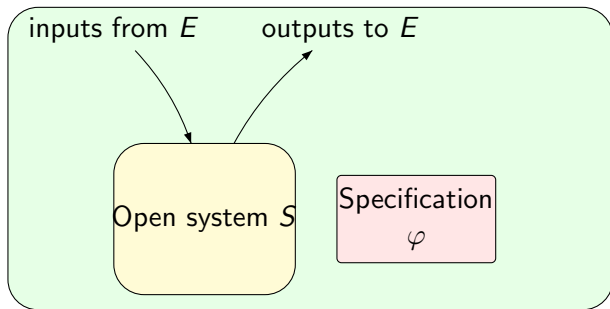 inputs from E
outputs to E
Open system S
Specification
φ